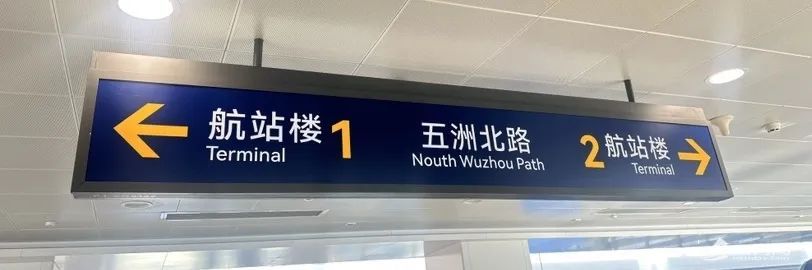 航站楼 1
Terminal
五洲北路
Nouth Wuzhou Path
2 航站楼
Terminal